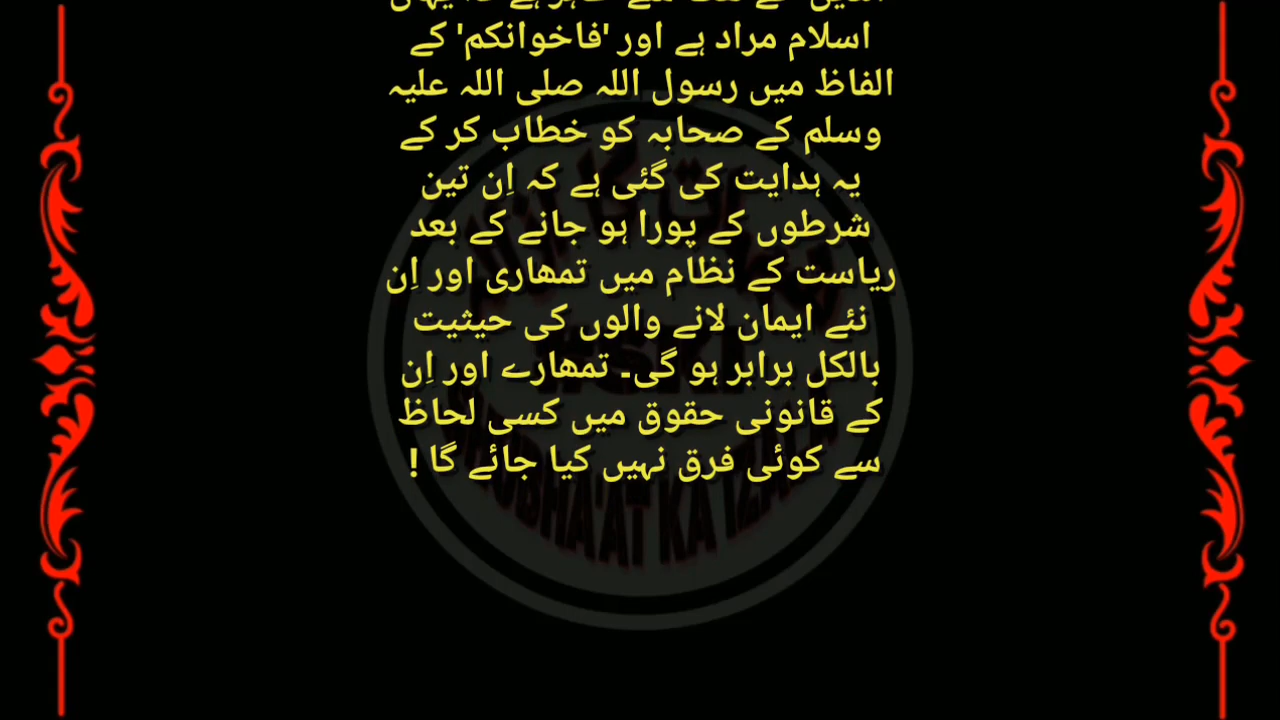 اسلام مراد ہے اور 'فاخوانکم' کے
الفاظ میں رسول اللہ صلی اللہ علیہ
وسلم کے صحابہ کو خطاب کر کے
یہ ہدایت کی گئی ہے کہ اِن تین
شرطوں کے پورا ہو جانے کے بعد
ریاست کے نظام میں تمھاری اور اِن
نئے ایمان لانے والوں کی حیثیت
بالکل برابر ہو گی۔ تمھارے اور اِن
کے قانونی حقوق میں کسی لحاظ
سے کوئی فرق نہیں کیا جائے گا !
KA IZALA